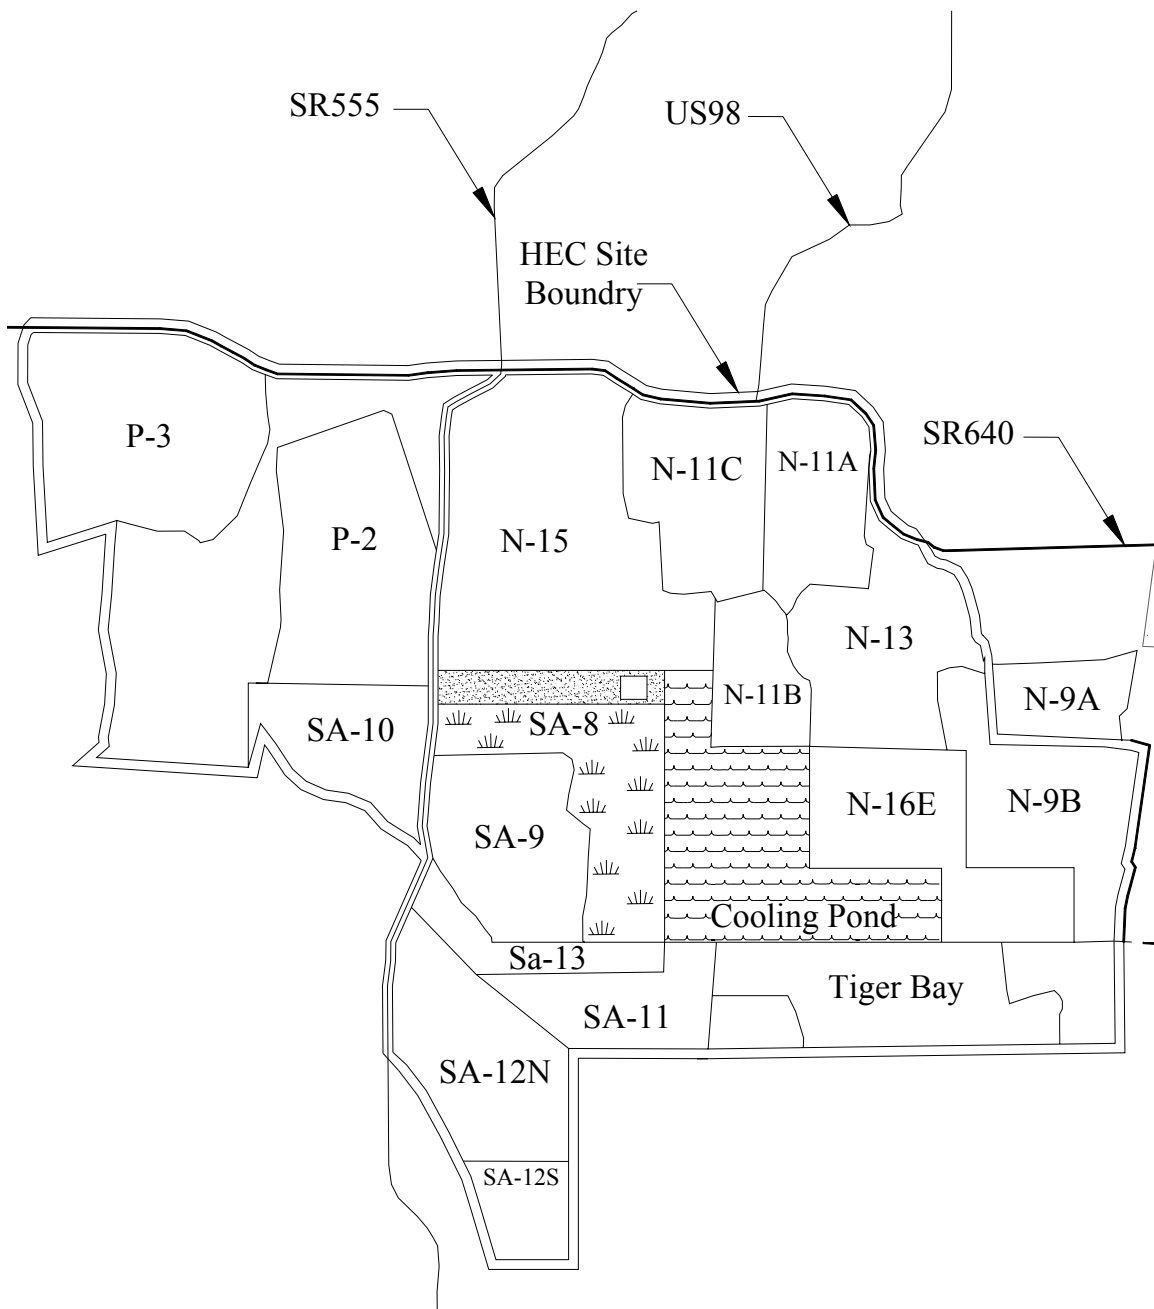 SR555
US98
HEC Site
Boundry
P-3
N-11C
N-11A
SR640
P-2
N-15
N-13
N-11B
N-9A
SA-10
SA-8
N-16E
N-9B
SA-9
Cooling Pond
Sa-13
Tiger Bay
SA-11
SA-12N
SA-12S